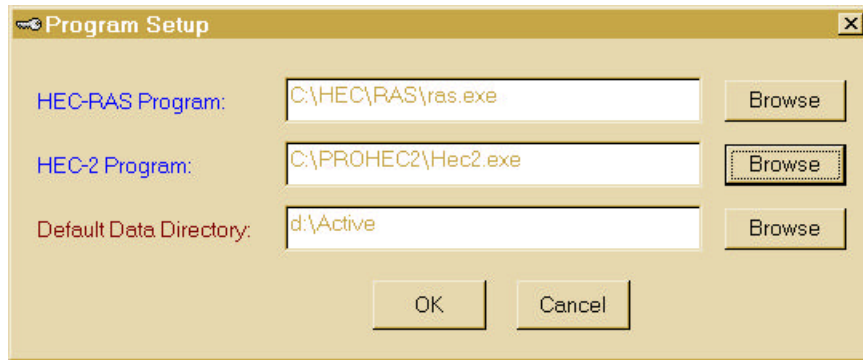 Program Setup
HEC-RAS Program: C:\HEC\RAS\ras.exe Browse
HEC-2 Program: C:\PROHEC2\Hec2.exe Browse
Default Data Directory: d:\Active Browse
OK Cancel